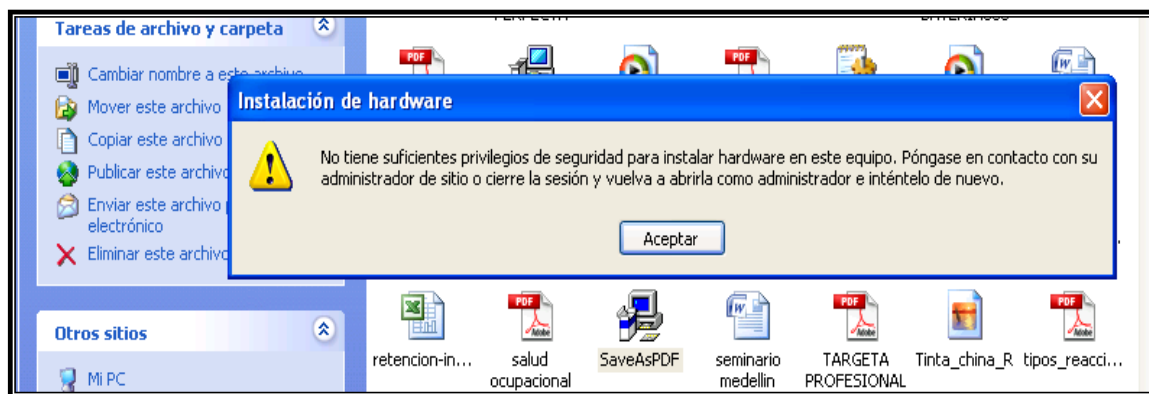 PERFECTA
Tareas de archivo y carpeta
Cambiar nombre a este archivo
Mover este archivo
Copiar este archivo
Publicar este archivo
Enviar este archivo
electrónico
Eliminar este archivo
Instalación de hardware
No tiene suficientes privilegios de seguridad para instalar hardware en este equipo. Póngase en contacto con su
administrador de sitio o cierre la sesión y vuelva a abrirla como administrador e inténtelo de nuevo.
Aceptar
Otros sitios
Mi PC
retencion-in...
salud
ocupacional
SaveAsPDF
seminario
medellin
TARGETA
PROFESIONAL
Tinta_china_R
tipos_reacci...